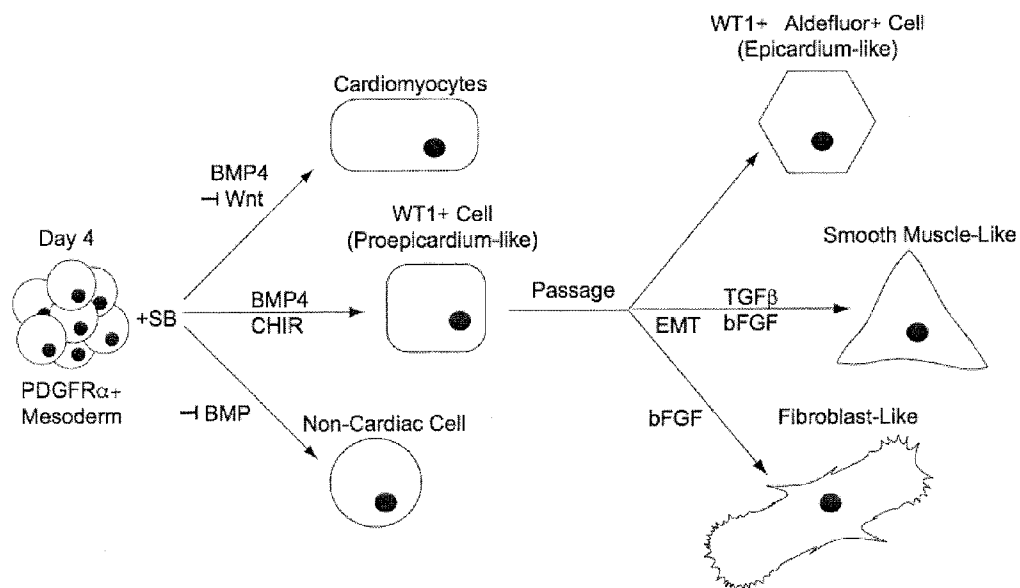 WT1+ Aldefluor+ Cell
(Epicardium-like)
Cardiomyocytes
BMP4
⊣ Wnt
Day 4
WT1+ Cell
(Proepicardium-like)
Smooth Muscle-Like
+SB
BMP4
CHIR
Passage
EMT
TGFβ
bFGF
PDGFRα+
Mesoderm
⊣ BMP
Non-Cardiac Cell
bFGF
Fibroblast-Like